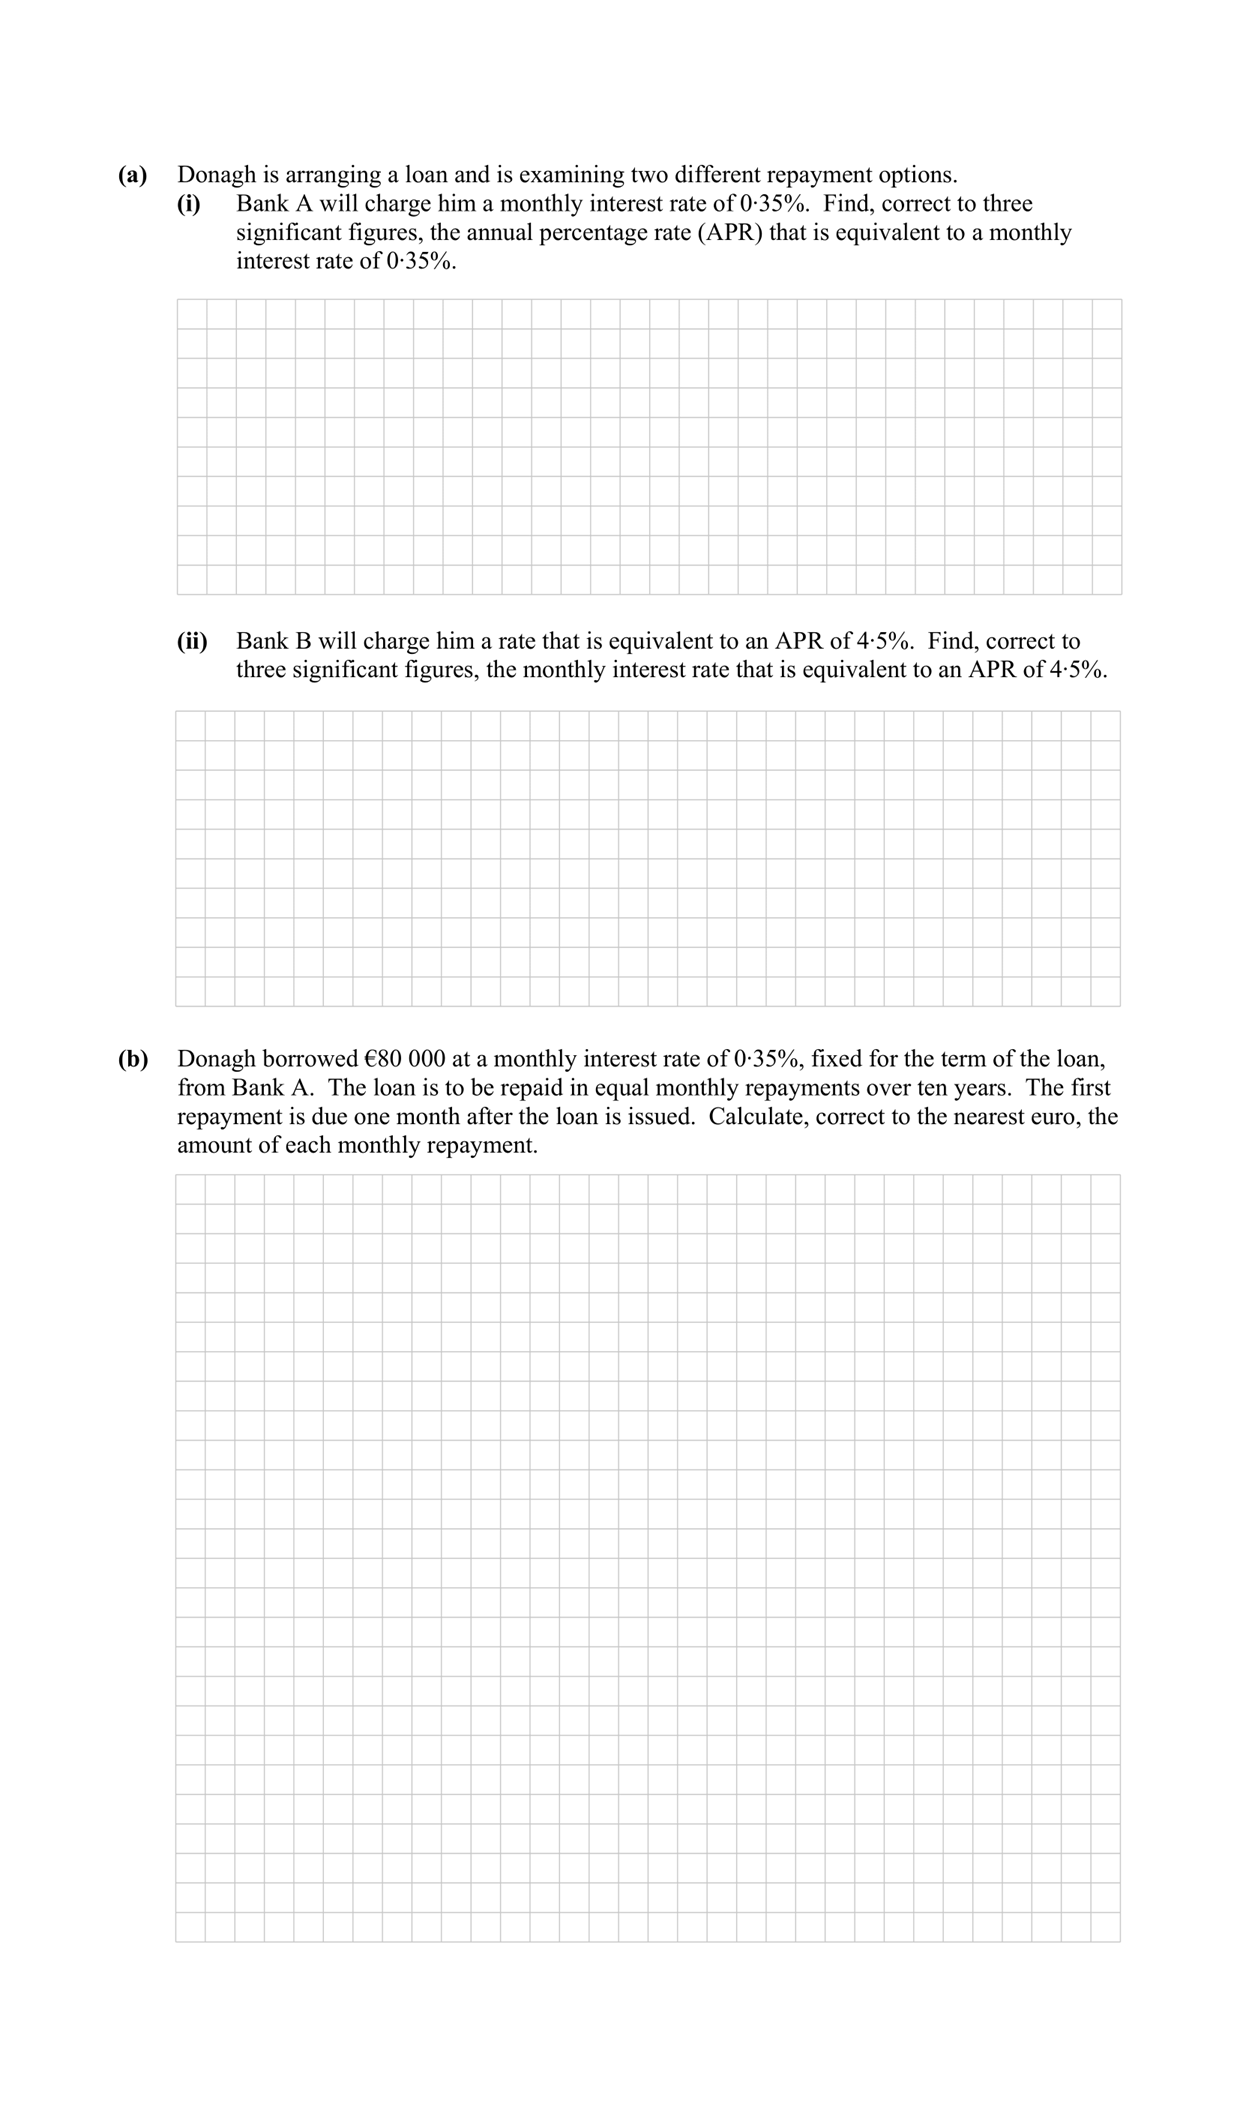 (a) Donagh is arranging a loan and is examining two different repayment options.
(i) Bank A will charge him a monthly interest rate of 0·35%. Find, correct to three
significant figures, the annual percentage rate (APR) that is equivalent to a monthly
interest rate of 0·35%.
(ii) Bank B will charge him a rate that is equivalent to an APR of 4·5%. Find, correct to
three significant figures, the monthly interest rate that is equivalent to an APR of 4·5%.
(b) Donagh borrowed €80 000 at a monthly interest rate of 0·35%, fixed for the term of the loan,
from Bank A. The loan is to be repaid in equal monthly repayments over ten years. The first
repayment is due one month after the loan is issued. Calculate, correct to the nearest euro, the
amount of each monthly repayment.